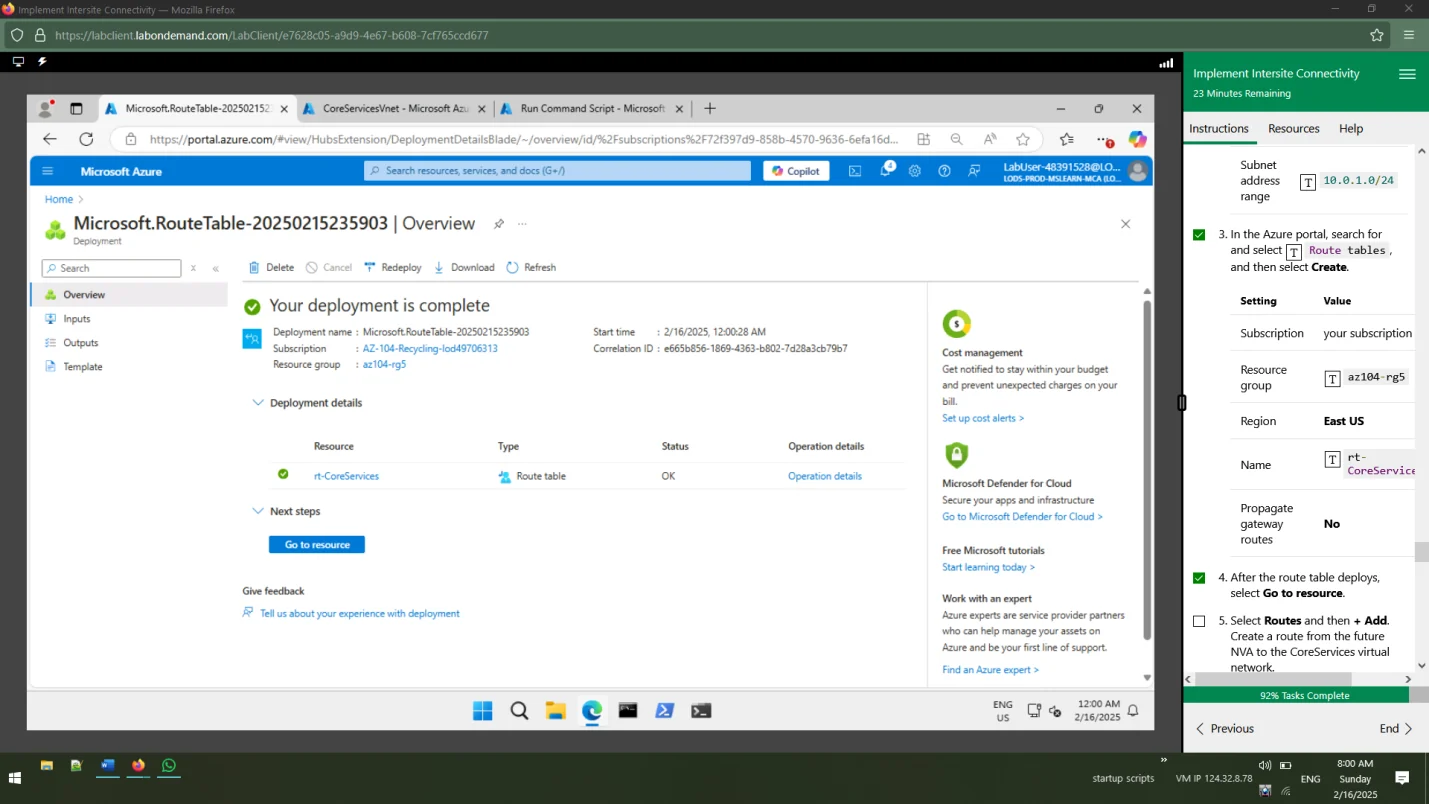 Implement Intersite Connectivity — Mozilla Firefox
https://labclient.labondemand.com/LabClient/e7628c05-a9d9-4e67-b608-7cf765ccd677
Microsoft.RouteTable-2025021523
CoreServicesVnet - Microsoft Azu
Run Command Script - Microsoft
https://portal.azure.com/#view/HubsExtension/DeploymentDetailsBlade/~/overview/id/%2Fsubscriptions%2F72f397d9-858b-4570-9636-6efa16d...
Microsoft Azure
Search resources, services, and docs (G+/)
Copilot
4
LabUser-48391528@LO...
LODS-PROD-MSLEARN-MCA (LO...
Home
Microsoft.RouteTable-20250215235903 | Overview
Deployment
Search
Overview
Inputs
Outputs
Template
Delete
Cancel
Redeploy
Download
Refresh
Your deployment is complete
Deployment name : Microsoft.RouteTable-20250215235903
Subscription : AZ-104-Recycling-lod49706313
Resource group : az104-rg5
Start time : 2/16/2025, 12:00:28 AM
Correlation ID : e665b856-1869-4363-b802-7d28a3cb79b7
Deployment details
Resource Type Status Operation details
rt-CoreServices Route table OK Operation details
Next steps
Go to resource
Give feedback
Tell us about your experience with deployment
Cost management
Get notified to stay within your budget
and prevent unexpected charges on your
bill.
Set up cost alerts >
Microsoft Defender for Cloud
Secure your apps and infrastructure
Go to Microsoft Defender for Cloud >
Free Microsoft tutorials
Start learning today >
Work with an expert
Azure experts are service provider partners
who can help manage your assets on
Azure and be your first line of support.
Find an Azure expert >
ENG
US
12:00 AM
2/16/2025
Implement Intersite Connectivity
23 Minutes Remaining
Instructions Resources Help
Subnet
address
range
T 10.0.1.0/24
3. In the Azure portal, search for
and select T Route tables ,
and then select Create.
Setting Value
Subscription your subscription
Resource
group
T az104-rg5
Region East US
Name
T rt-
CoreService
Propagate
gateway
routes
No
4. After the route table deploys,
select Go to resource.
5. Select Routes and then + Add.
Create a route from the future
NVA to the CoreServices virtual
network.
92% Tasks Complete
Previous
End
startup scripts
»
VM IP 124.32.8.78
ENG
8:00 AM
Sunday
2/16/2025